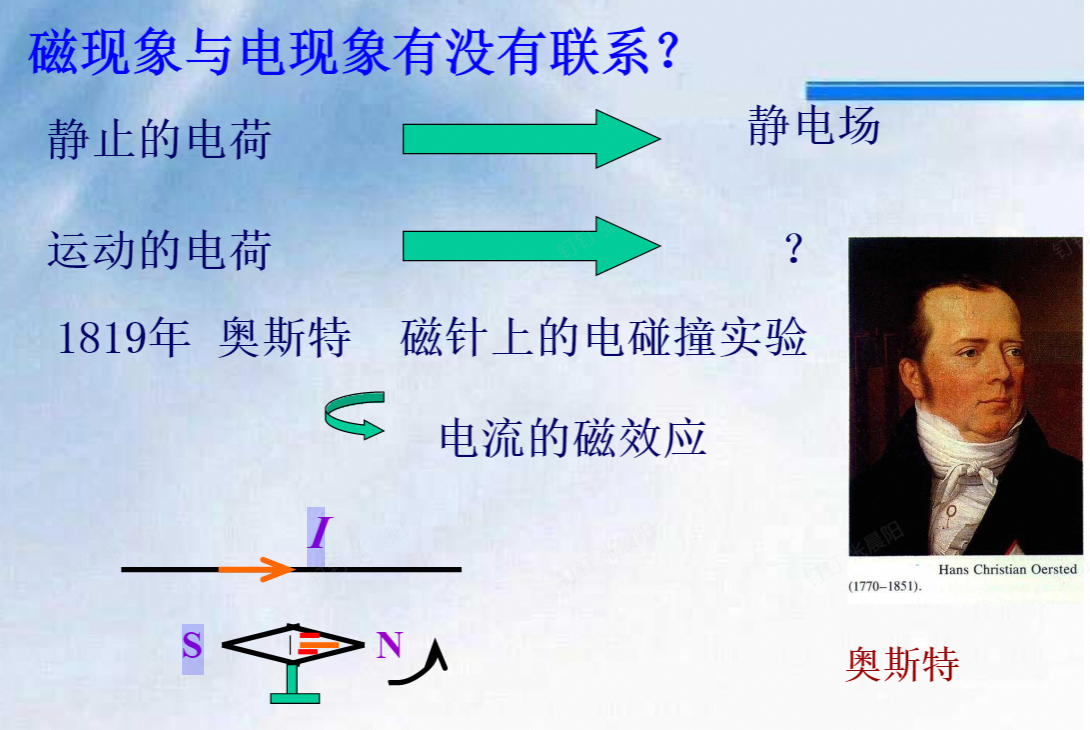 磁现象与电现象有没有联系？
静止的电荷
静电场
运动的电荷
？
1819年 奥斯特 磁针上的电碰撞实验
电流的磁效应
I
S
N
Hans Christian Oersted
(1770–1851).
奥斯特